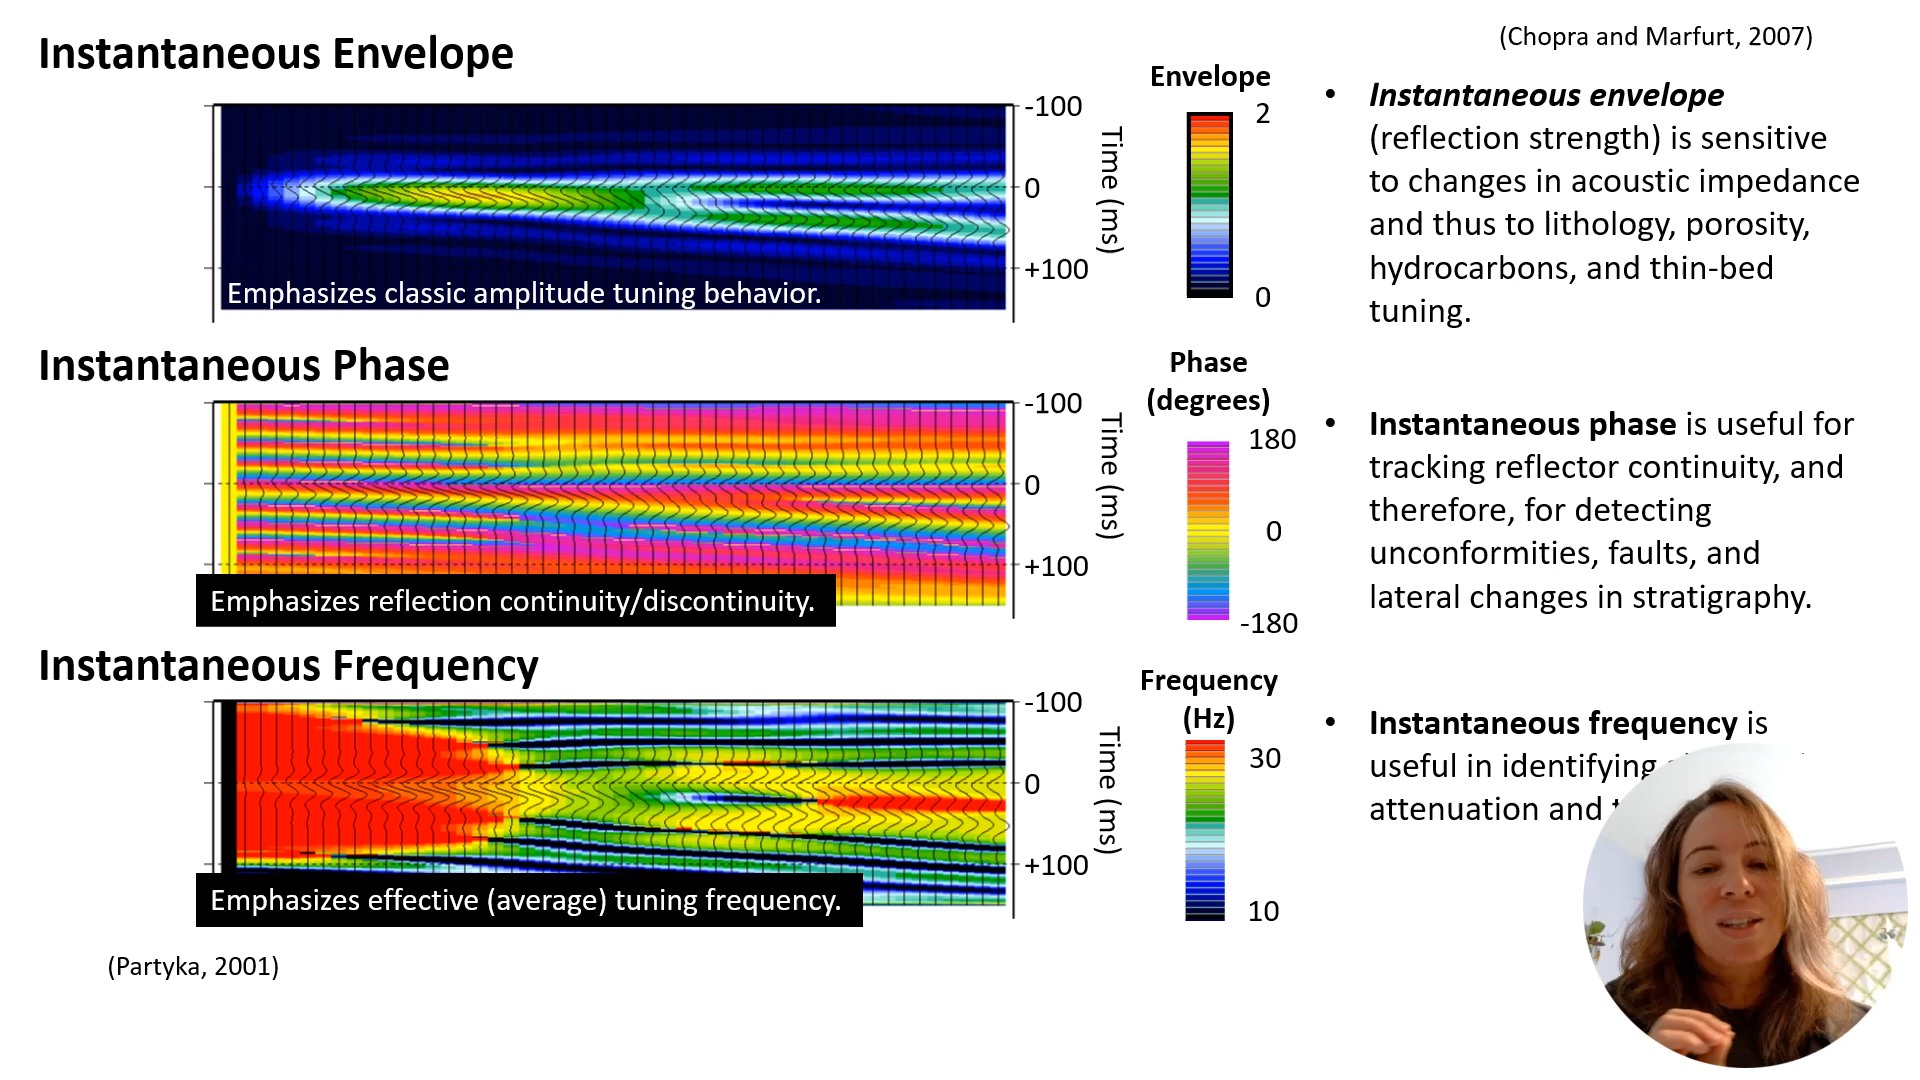 Instantaneous Envelope
-100
0
+100
Time (ms)
Emphasizes classic amplitude tuning behavior.
Envelope
2
0
Instantaneous Phase
-100
0
+100
Time (ms)
Emphasizes reflection continuity/discontinuity.
Phase
(degrees)
180
0
-180
Instantaneous Frequency
-100
0
+100
Time (ms)
Emphasizes effective (average) tuning frequency.
Frequency
(Hz)
30
10
(Partyka, 2001)
(Chopra and Marfurt, 2007)
• Instantaneous envelope
(reflection strength) is sensitive
to changes in acoustic impedance
and thus to lithology, porosity,
hydrocarbons, and thin-bed
tuning.
• Instantaneous phase is useful for
tracking reflector continuity, and
therefore, for detecting
unconformities, faults, and
lateral changes in stratigraphy.
• Instantaneous frequency is
useful in identifying
attenuation and